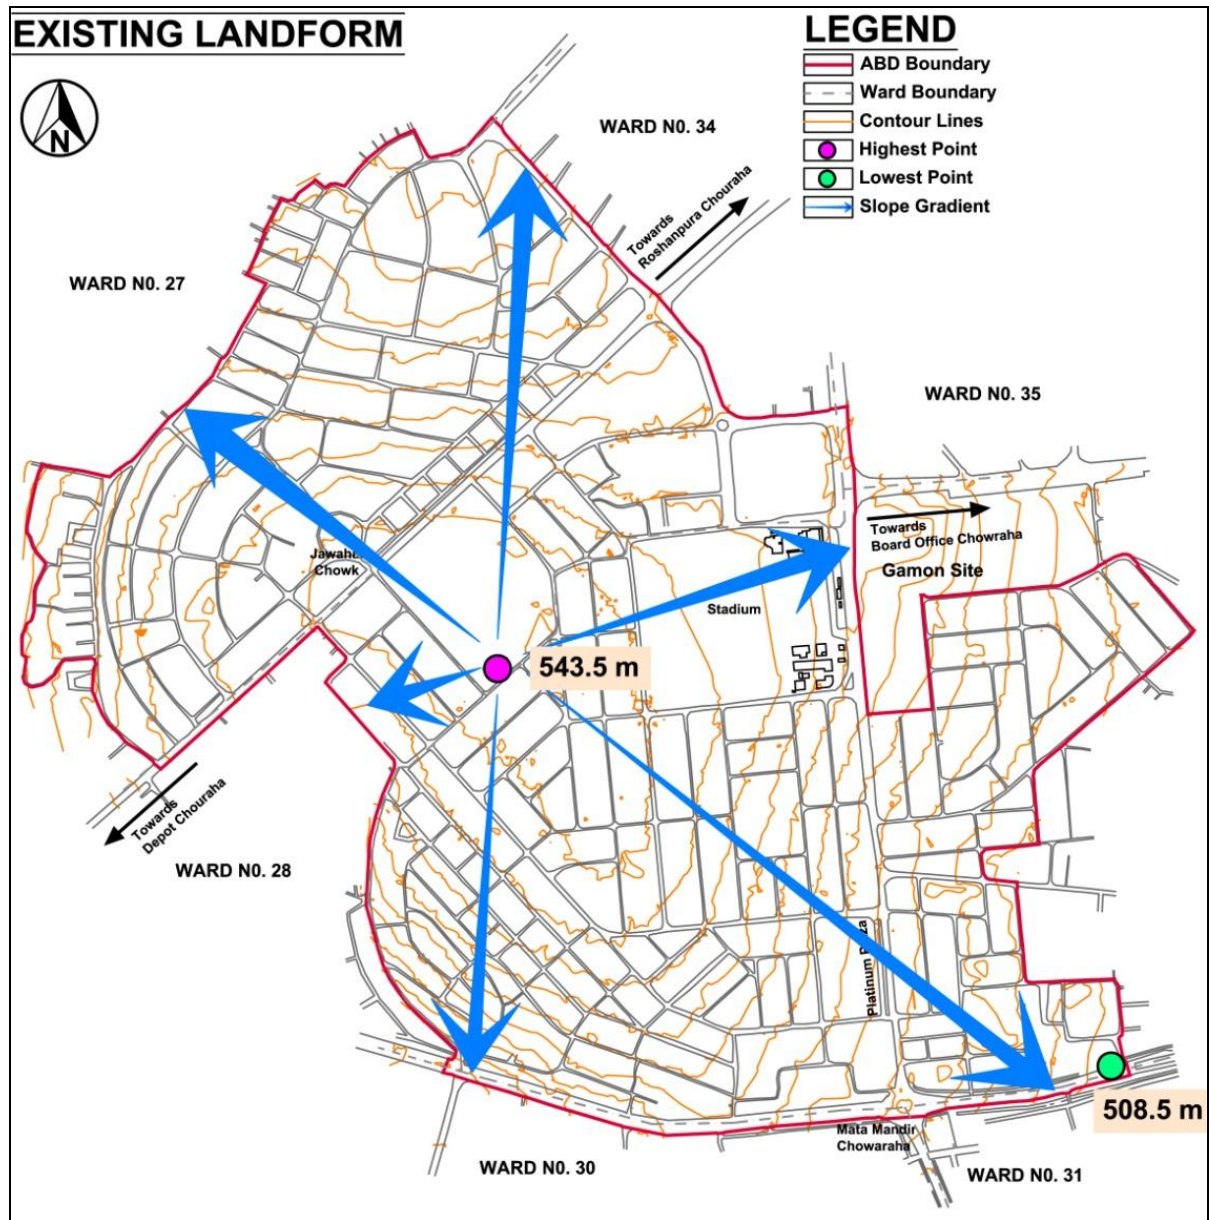 EXISTING LANDFORM
LEGEND
ABD Boundary
Ward Boundary
Contour Lines
Highest Point
Lowest Point
Slope Gradient
N
WARD N0. 34
Towards
Roshanpura Chouraha
WARD N0. 27
WARD N0. 35
Towards
Board Office Chowraha
Gamon Site
Chowk
Stadium
543.5 m
Towards
Depot Chouraha
WARD N0. 28
Platinum
508.5 m
Mata Mandir
Chowaraha
WARD N0. 30
WARD N0. 31